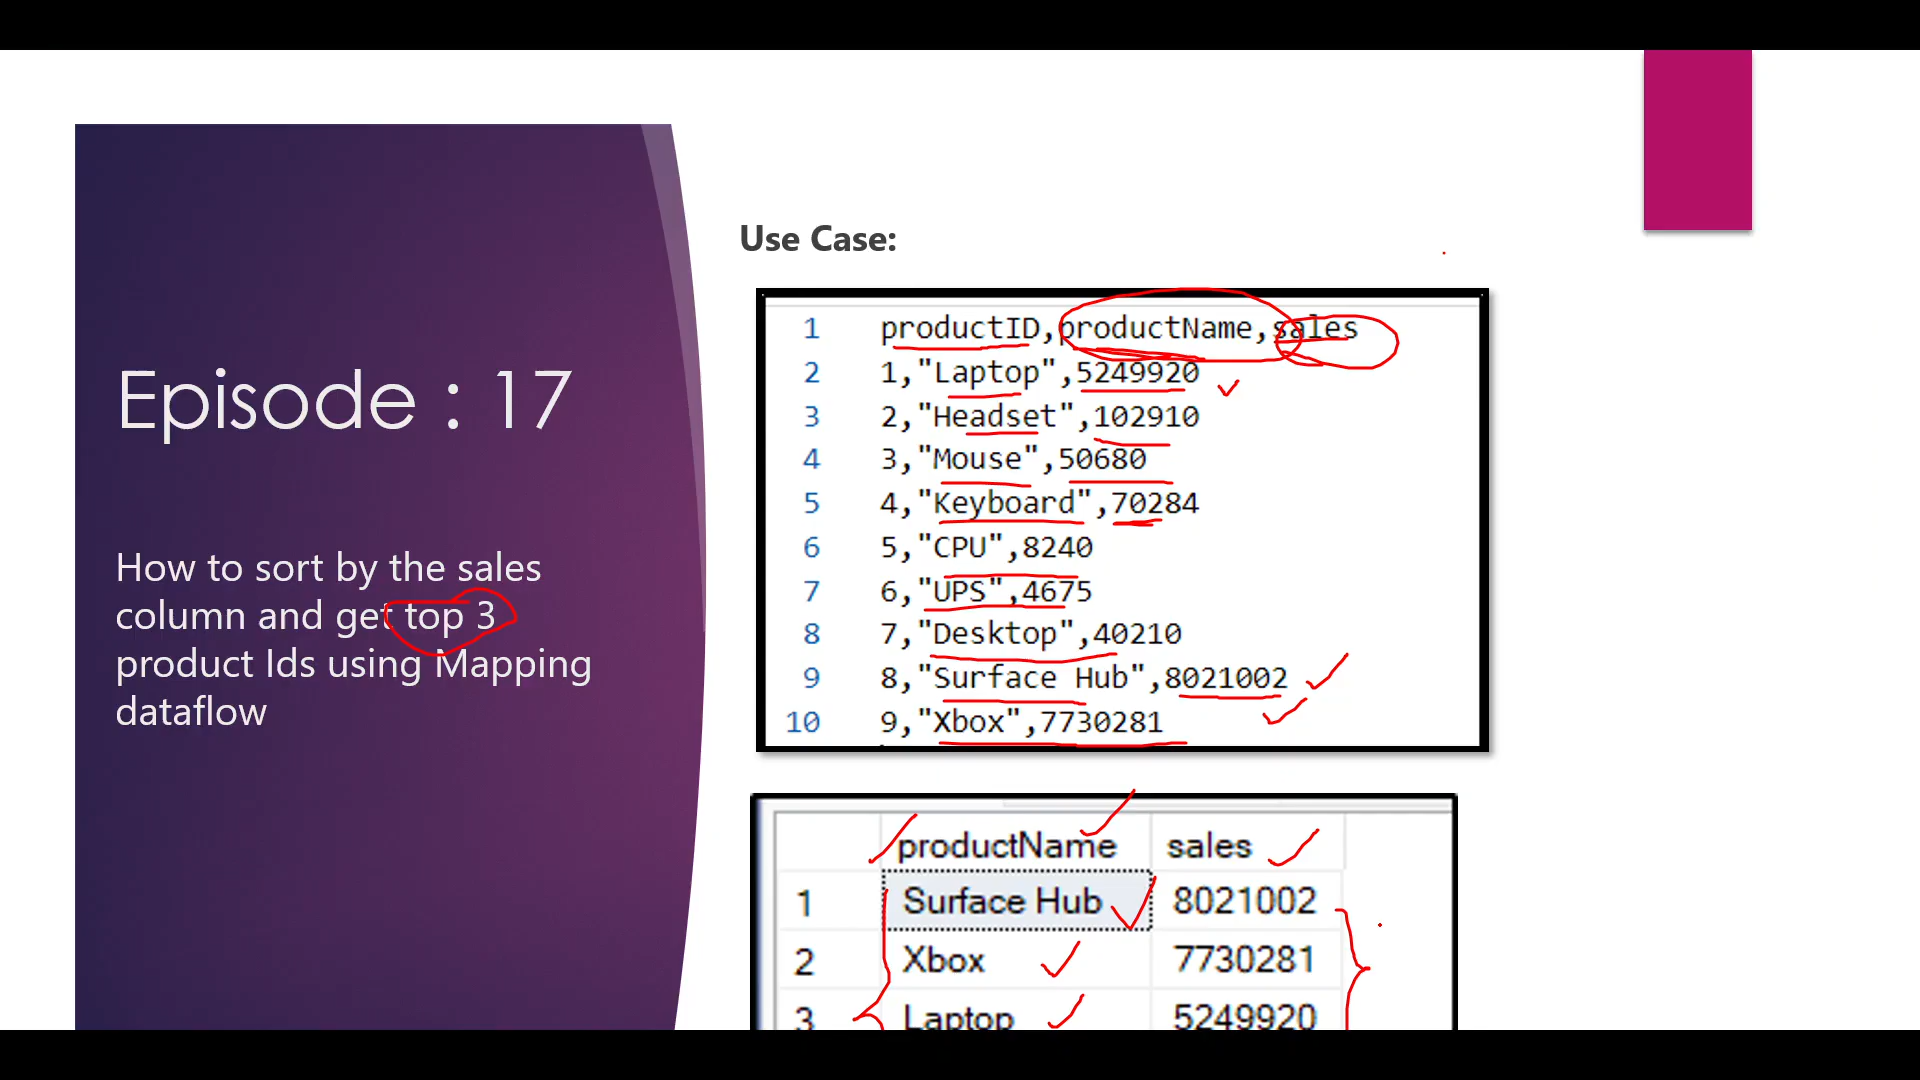 Episode : 17
How to sort by the sales
column and get top 3
product Ids using Mapping
dataflow
Use Case:
1 productID,productName,sales
2 1,"Laptop",5249920
3 2,"Headset",102910
4 3,"Mouse",50680
5 4,"Keyboard",70284
6 5,"CPU",8240
7 6,"UPS",4675
8 7,"Desktop",40210
9 8,"Surface Hub",8021002
10 9,"Xbox",7730281
productName sales
1 Surface Hub 8021002
2 Xbox 7730281
3 Laptop 5249920